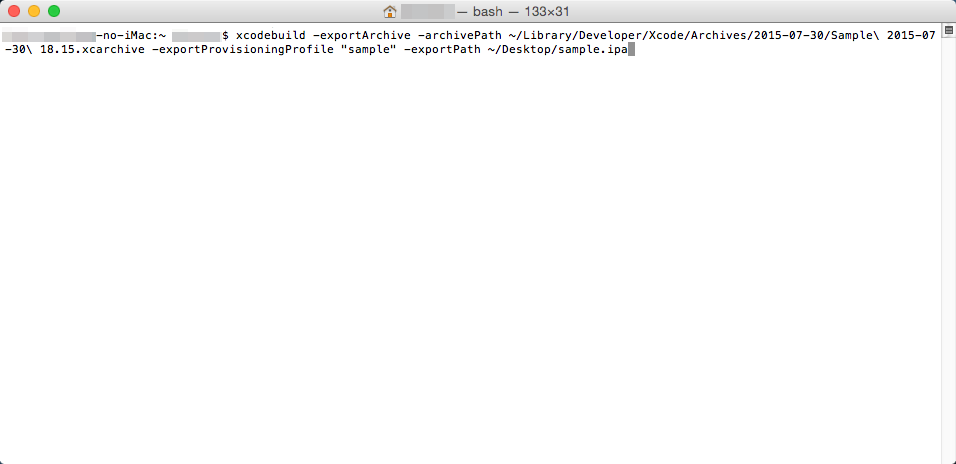 — bash — 133×31
-no-iMac:~ $ xcodebuild -exportArchive -archivePath ~/Library/Developer/Xcode/Archives/2015-07-30/Sample\ 2015-07
-30\ 18.15.xcarchive -exportProvisioningProfile "sample" -exportPath ~/Desktop/sample.ipa